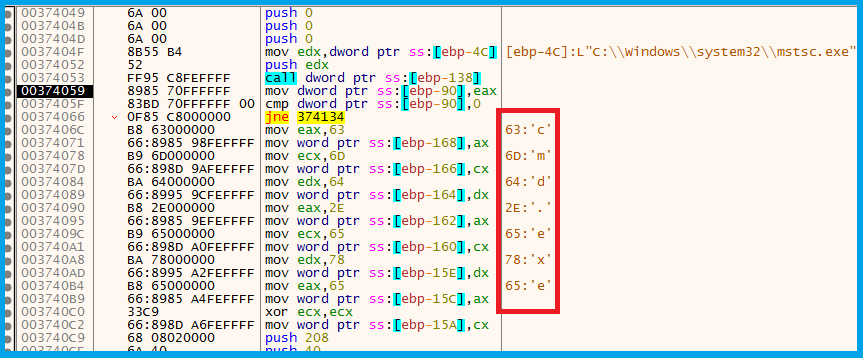 00374049 6A 00 push 0
0037404B 6A 00 push 0
0037404D 6A 00 push 0
0037404F 8B55 B4 mov edx,dword ptr ss:[ebp-4C] [ebp-4C]:L"C:\\Windows\\system32\\mstsc.exe"
00374052 52 push edx
00374053 FF95 C8FEFFFF call dword ptr ss:[ebp-138]
00374059 8985 70FFFFFF mov dword ptr ss:[ebp-90],eax
0037405F 83BD 70FFFFFF 00 cmp dword ptr ss:[ebp-90],0
00374066 0F85 C8000000 jne 374134
0037406C B8 63000000 mov eax,63 63:'c'
00374071 66:8985 98FEFFFF mov word ptr ss:[ebp-168],ax
00374078 B9 6D000000 mov ecx,6D 6D:'m'
0037407D 66:898D 9AFEFFFF mov word ptr ss:[ebp-166],cx
00374084 BA 64000000 mov edx,64 64:'d'
00374089 66:8995 9CFEFFFF mov word ptr ss:[ebp-164],dx
00374090 B8 2E000000 mov eax,2E 2E:'.'
00374095 66:8985 9EFEFFFF mov word ptr ss:[ebp-162],ax
0037409C B9 65000000 mov ecx,65 65:'e'
003740A1 66:898D A0FEFFFF mov word ptr ss:[ebp-160],cx
003740A8 BA 78000000 mov edx,78 78:'x'
003740AD 66:8995 A2FEFFFF mov word ptr ss:[ebp-15E],dx
003740B4 B8 65000000 mov eax,65 65:'e'
003740B9 66:8985 A4FEFFFF mov word ptr ss:[ebp-15C],ax
003740C0 33C9 xor ecx,ecx
003740C2 66:898D A6FEFFFF mov word ptr ss:[ebp-15A],cx
003740C9 68 08020000 push 208
003740CE 6A 40 push 40